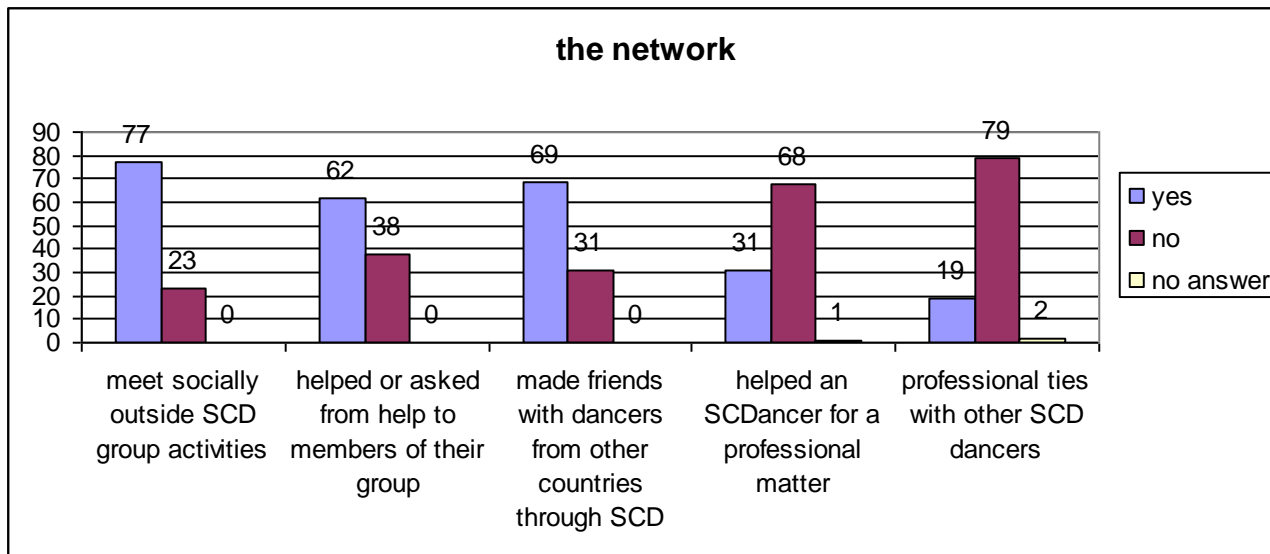 the network
90
80
70
60
50
40
30
20
10
0
77
23
0
62
38
0
69
31
0
31
68
1
19
79
2
meet socially
outside SCD
group activities
helped or asked
from help to
members of their
group
made friends
with dancers
from other
countries
through SCD
helped an
SCDancer for a
professional
matter
professional ties
with other SCD
dancers
yes
no
no answer